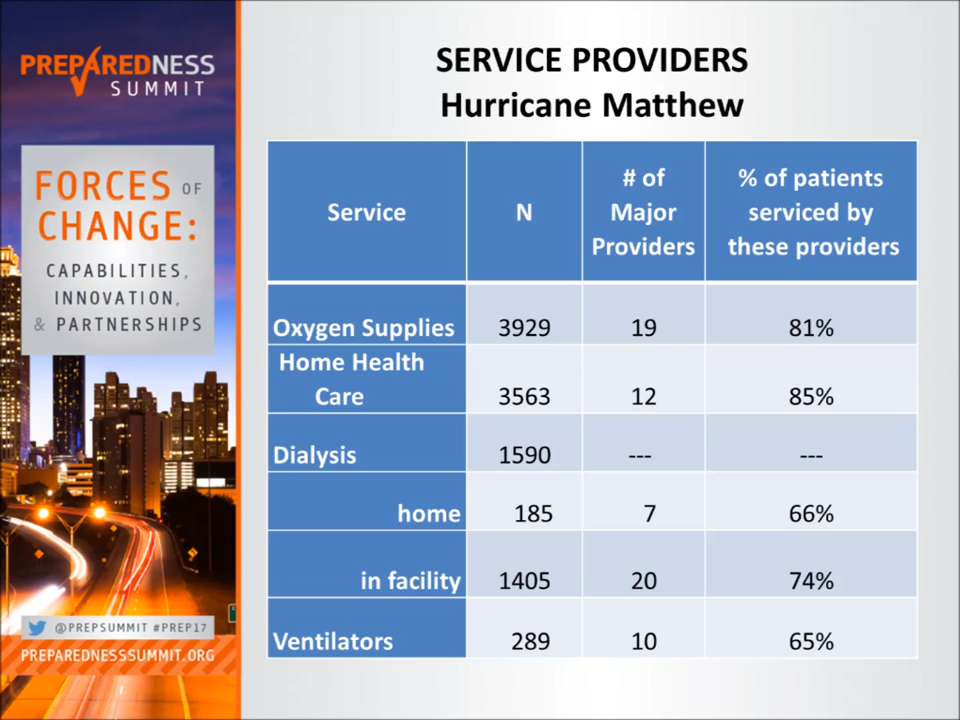 PREPAREDNESS
SUMMIT
FORCES OF
CHANGE:
CAPABILITIES,
INNOVATION,
& PARTNERSHIPS
@PREPSUMMIT #PREP17
PREPAREDNESSSUMMIT.ORG
SERVICE PROVIDERS
Hurricane Matthew
Service N # of Major Providers % of patients serviced by these providers
Oxygen Supplies 3929 19 81%
Home Health Care 3563 12 85%
Dialysis 1590 --- ---
home 185 7 66%
in facility 1405 20 74%
Ventilators 289 10 65%